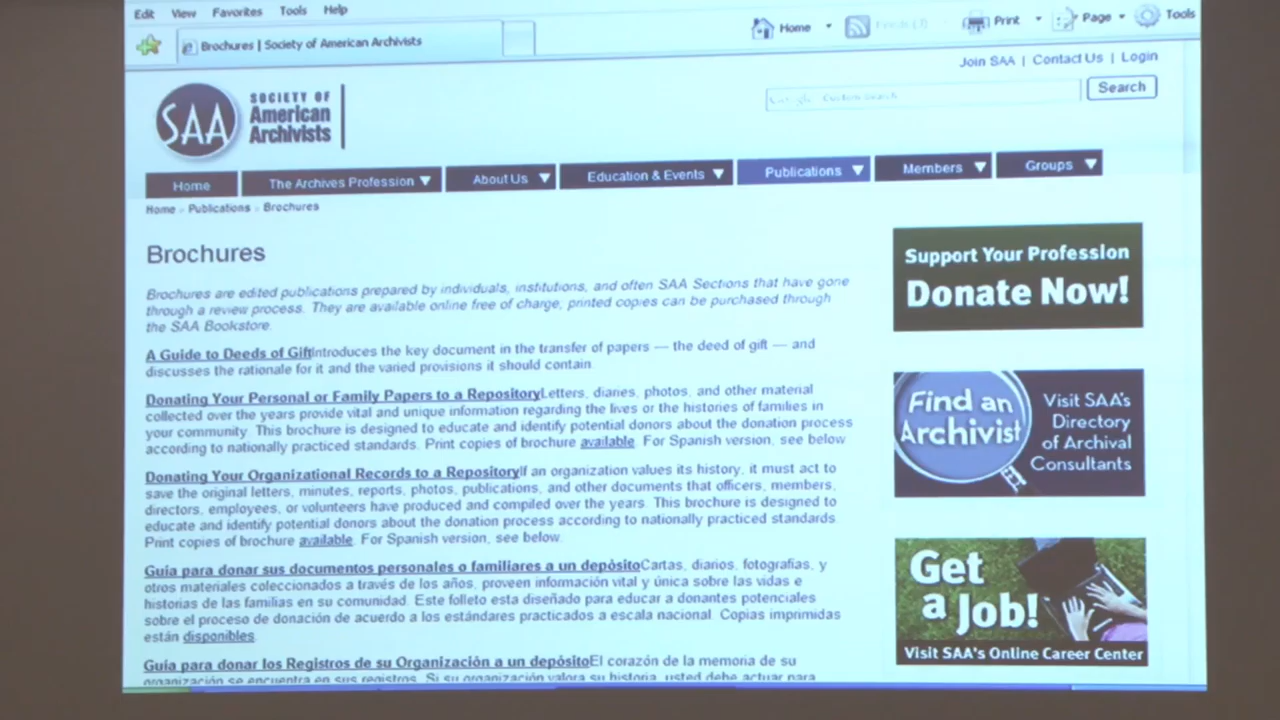 Edit View Favorites Tools Help
Brochures | Society of American Archivists
Home Print Page Tools
Join SAA | Contact Us | Login
Search
SAA
SOCIETY OF
American
Archivists
Home The Archives Profession About Us Education & Events Publications Members Groups
Home » Publications » Brochures
Brochures
Brochures are edited publications prepared by individuals, institutions, and often SAA Sections that have gone
through a review process. They are available online free of charge; printed copies can be purchased through
the SAA Bookstore.
A Guide to Deeds of GiftIntroduces the key document in the transfer of papers — the deed of gift — and
discusses the rationale for it and the varied provisions it should contain.
Donating Your Personal or Family Papers to a RepositoryLetters, diaries, photos, and other material
collected over the years provide vital and unique information regarding the lives or the histories of families in
your community. This brochure is designed to educate and identify potential donors about the donation process
according to nationally practiced standards. Print copies of brochure available. For Spanish version, see below.
Donating Your Organizational Records to a RepositoryIf an organization values its history, it must act to
save the original letters, minutes, reports, photos, publications, and other documents that officers, members,
directors, employees, or volunteers have produced and compiled over the years. This brochure is designed to
educate and identify potential donors about the donation process according to nationally practiced standards.
Print copies of brochure available. For Spanish version, see below.
Guía para donar sus documentos personales o familiares a un depósitoCartas, diarios, fotografías, y
otros materiales coleccionados a través de los años, proveen información vital y única sobre las vidas e
historias de las familias en su comunidad. Este folleto esta diseñado para educar a donantes potenciales
sobre el proceso de donación de acuerdo a los estándares practicados a escala nacional. Copias imprimidas
están disponibles.
Guía para donar los Registros de su Organización a un depósitoEl corazón de la memoria de su
organización se encuentra en sus registros. Si su organización valora su historia, usted debe actuar para
Support Your Profession
Donate Now!
Find an
Archivist
Visit SAA's
Directory
of Archival
Consultants
Get
a Job!
Visit SAA's Online Career Center